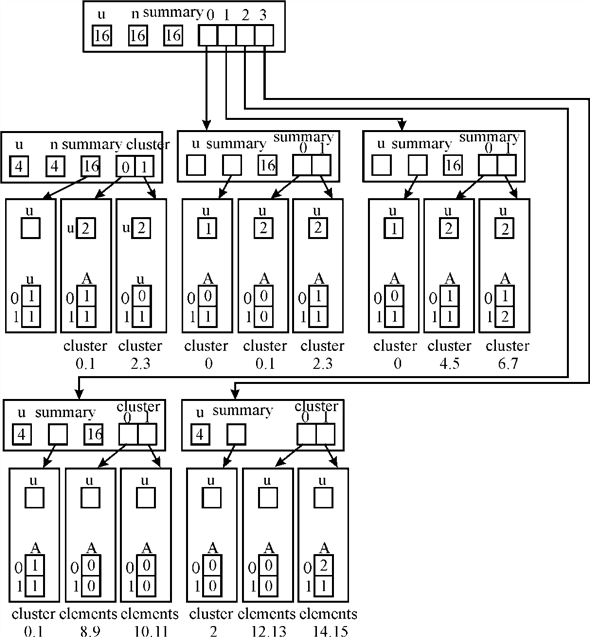 u n summary 0 1 2 3
16 16 16
u n summary cluster
4 4 16 0 1
u summary summary
0 1
16
u summary summary
0 1
16
u u u
u 2 u 2
u A u
0 1 0 1 0 0
1 1 1 1 1 1
cluster cluster
0.1 2.3
u u u
1 2 2
A A A
0 0 0 0 0 1
1 1 1 0 1 1
cluster cluster cluster
0 0.1 2.3
u u u
1 2 2
A A A
0 0 0 1 0 1
1 1 1 1 1 2
cluster cluster cluster
0 4.5 6.7
u summary cluster
0 1
4 16
u summary cluster
0 1
4
u u u
A A A
0 1 0 0 0 0
1 1 1 0 1 0
cluster elements elements
0.1 8.9 10.11
u u u
A A A
0 0 0 0 0 2
1 0 1 0 1 1
cluster elements elements
2 12.13 14.15